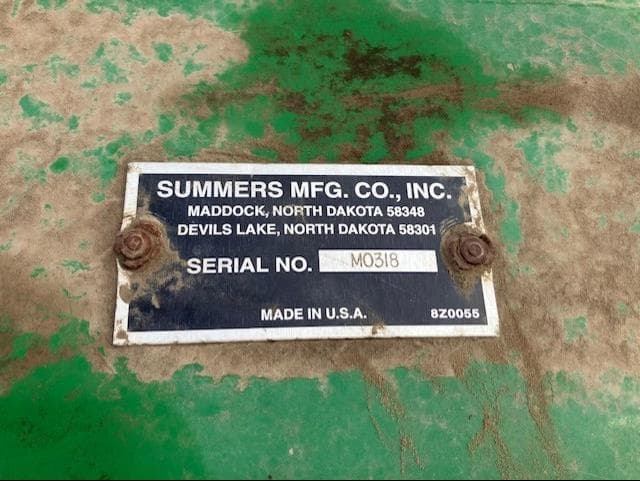 SUMMERS MFG. CO., INC.
MADDOCK, NORTH DAKOTA 58348
DEVILS LAKE, NORTH DAKOTA 58301
SERIAL NO. M0318
MADE IN U.S.A. 8Z0055